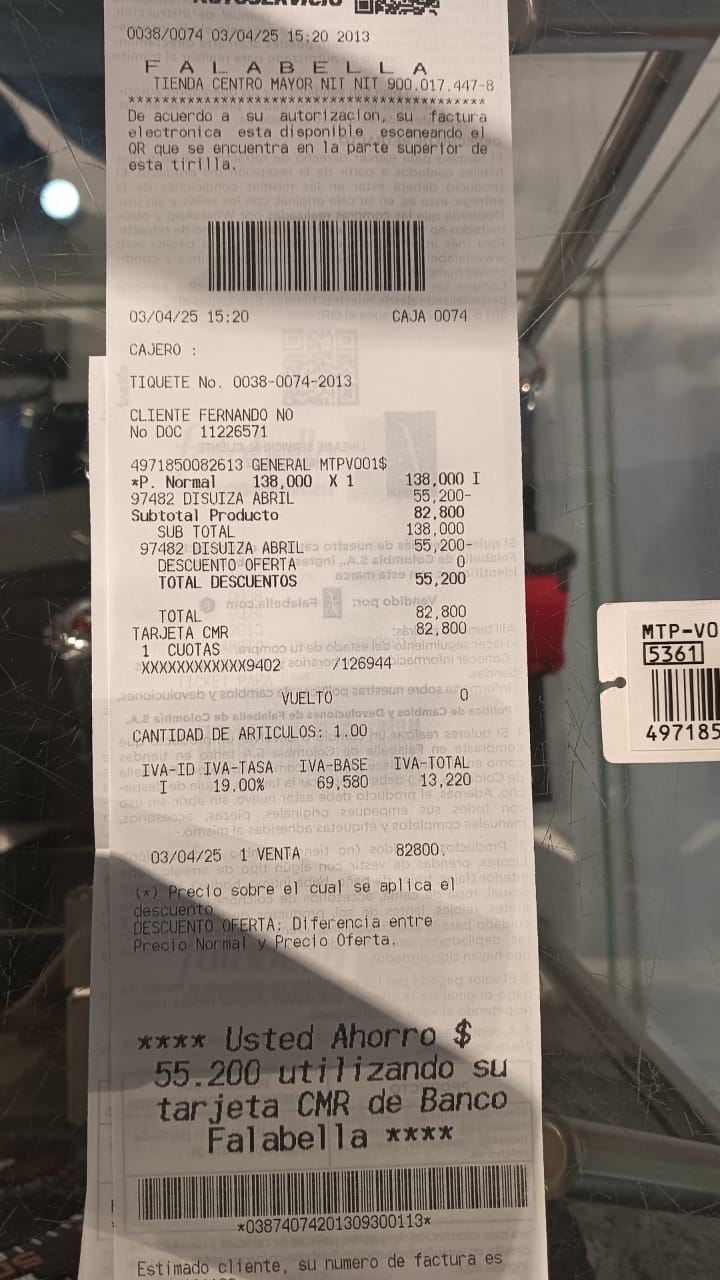 AUTOSERVICIO
0038/0074 03/04/25 15:20 2013
F A L A B E L L A
TIENDA CENTRO MAYOR NIT NIT 900.017.447-8
******************************************
De acuerdo a su autorizacion, su factura
electronica esta disponible escaneando el
QR que se encuentra en la parte superior de
esta tirilla.
03/04/25 15:20 CAJA 0074
CAJERO :
TIQUETE No. 0038-0074-2013
CLIENTE FERNANDO NO
No DOC 11226571
4971850082613 GENERAL MTPV001$
*P. Normal 138,000 X 1 138,000 I
97482 DISUIZA ABRIL 55,200-
Subtotal Producto 82,800
SUB TOTAL 138,000
97482 DISUIZA ABRIL 55,200-
DESCUENTO OFERTA 0
TOTAL DESCUENTOS 55,200
TOTAL 82,800
TARJETA CMR 82,800
1 CUOTAS
XXXXXXXXXXXX9402 /126944
VUELTO 0
CANTIDAD DE ARTICULOS: 1.00
IVA-ID IVA-TASA IVA-BASE IVA-TOTAL
I 19.00% 69,580 13,220
03/04/25 1 VENTA 82800,
(*) Precio sobre el cual se aplica el
descuento
DESCUENTO OFERTA: Diferencia entre
Precio Normal y Precio Oferta.
**** Usted Ahorro $
55.200 utilizando su
tarjeta CMR de Banco
Falabella ****
*03874074201309300113*
Estimado cliente, su numero de factura es
MTP-VO
5361
497185